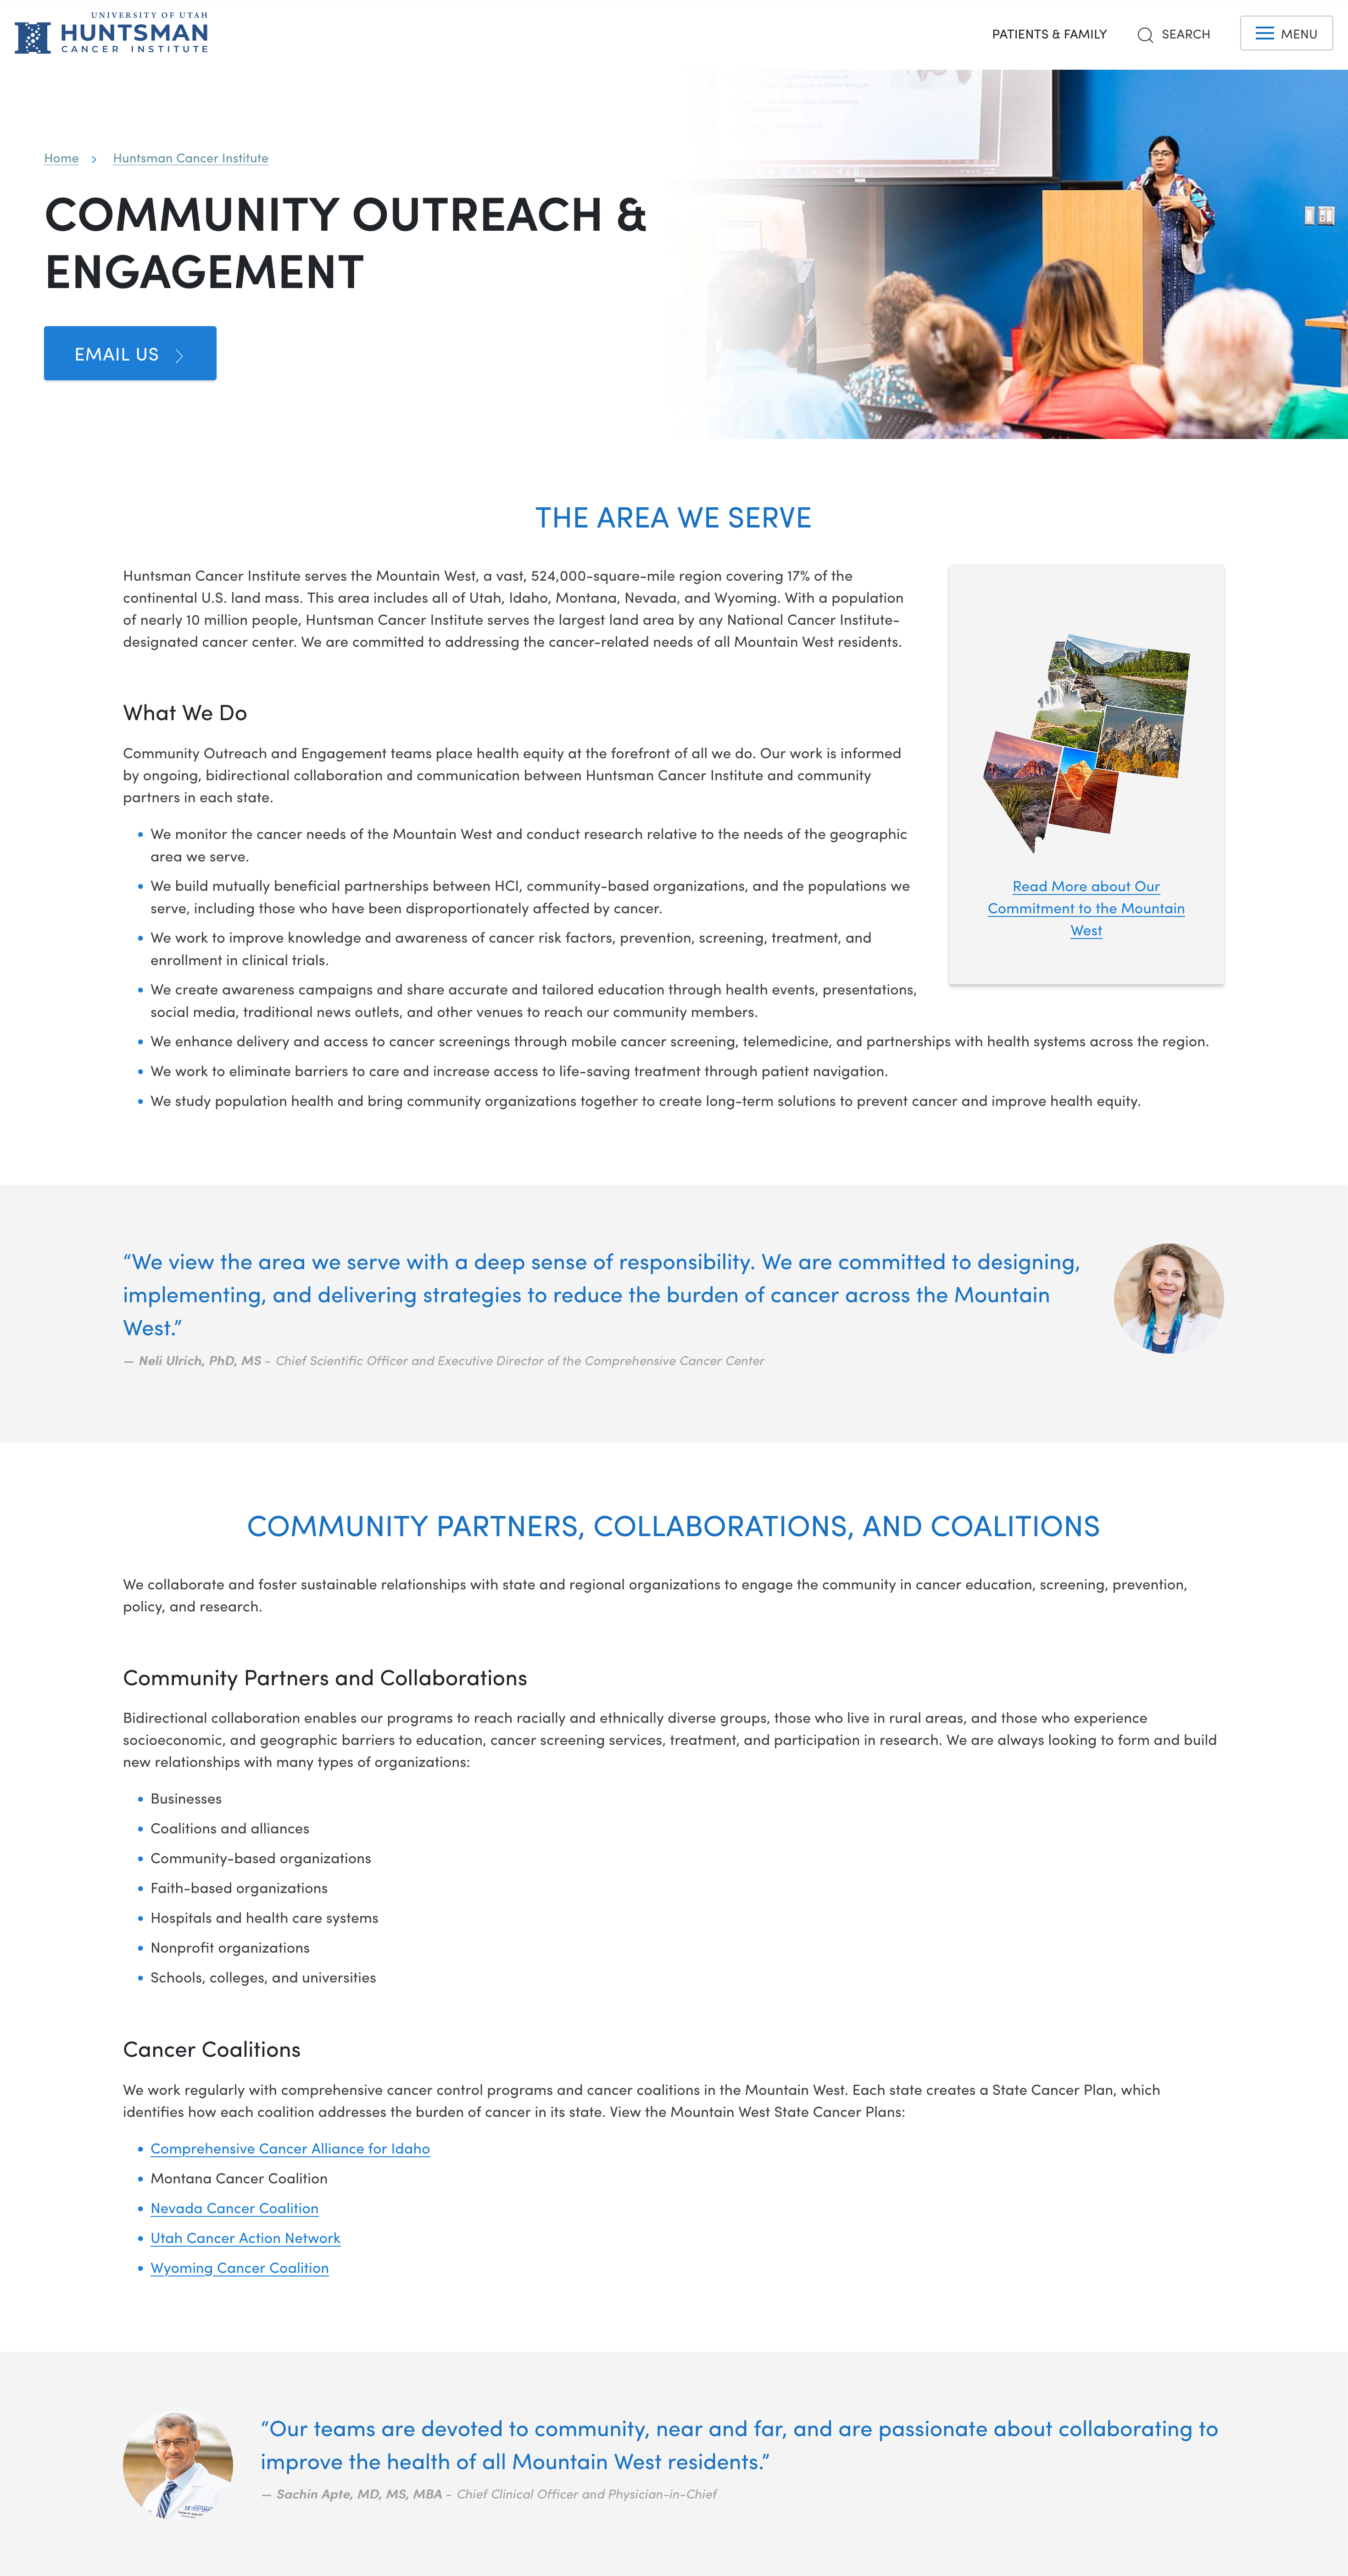 UNIVERSITY OF UTAH
HUNTSMAN
CANCER INSTITUTE
PATIENTS & FAMILY
SEARCH
MENU
Home > Huntsman Cancer Institute
COMMUNITY OUTREACH &
ENGAGEMENT
EMAIL US
THE AREA WE SERVE
Huntsman Cancer Institute serves the Mountain West, a vast, 524,000-square-mile region covering 17% of the
continental U.S. land mass. This area includes all of Utah, Idaho, Montana, Nevada, and Wyoming. With a population
of nearly 10 million people, Huntsman Cancer Institute serves the largest land area by any National Cancer Institute-
designated cancer center. We are committed to addressing the cancer-related needs of all Mountain West residents.
What We Do
Community Outreach and Engagement teams place health equity at the forefront of all we do. Our work is informed
by ongoing, bidirectional collaboration and communication between Huntsman Cancer Institute and community
partners in each state.
• We monitor the cancer needs of the Mountain West and conduct research relative to the needs of the geographic
area we serve.
• We build mutually beneficial partnerships between HCI, community-based organizations, and the populations we
serve, including those who have been disproportionately affected by cancer.
• We work to improve knowledge and awareness of cancer risk factors, prevention, screening, treatment, and
enrollment in clinical trials.
• We create awareness campaigns and share accurate and tailored education through health events, presentations,
social media, traditional news outlets, and other venues to reach our community members.
• We enhance delivery and access to cancer screenings through mobile cancer screening, telemedicine, and partnerships with health systems across the region.
• We work to eliminate barriers to care and increase access to life-saving treatment through patient navigation.
• We study population health and bring community organizations together to create long-term solutions to prevent cancer and improve health equity.
Read More about Our
Commitment to the Mountain
West
“We view the area we serve with a deep sense of responsibility. We are committed to designing,
implementing, and delivering strategies to reduce the burden of cancer across the Mountain
West.”
— Neli Ulrich, PhD, MS - Chief Scientific Officer and Executive Director of the Comprehensive Cancer Center
COMMUNITY PARTNERS, COLLABORATIONS, AND COALITIONS
We collaborate and foster sustainable relationships with state and regional organizations to engage the community in cancer education, screening, prevention,
policy, and research.
Community Partners and Collaborations
Bidirectional collaboration enables our programs to reach racially and ethnically diverse groups, those who live in rural areas, and those who experience
socioeconomic, and geographic barriers to education, cancer screening services, treatment, and participation in research. We are always looking to form and build
new relationships with many types of organizations:
• Businesses
• Coalitions and alliances
• Community-based organizations
• Faith-based organizations
• Hospitals and health care systems
• Nonprofit organizations
• Schools, colleges, and universities
Cancer Coalitions
We work regularly with comprehensive cancer control programs and cancer coalitions in the Mountain West. Each state creates a State Cancer Plan, which
identifies how each coalition addresses the burden of cancer in its state. View the Mountain West State Cancer Plans:
• Comprehensive Cancer Alliance for Idaho
• Montana Cancer Coalition
• Nevada Cancer Coalition
• Utah Cancer Action Network
• Wyoming Cancer Coalition
“Our teams are devoted to community, near and far, and are passionate about collaborating to
improve the health of all Mountain West residents.”
— Sachin Apte, MD, MS, MBA - Chief Clinical Officer and Physician-in-Chief